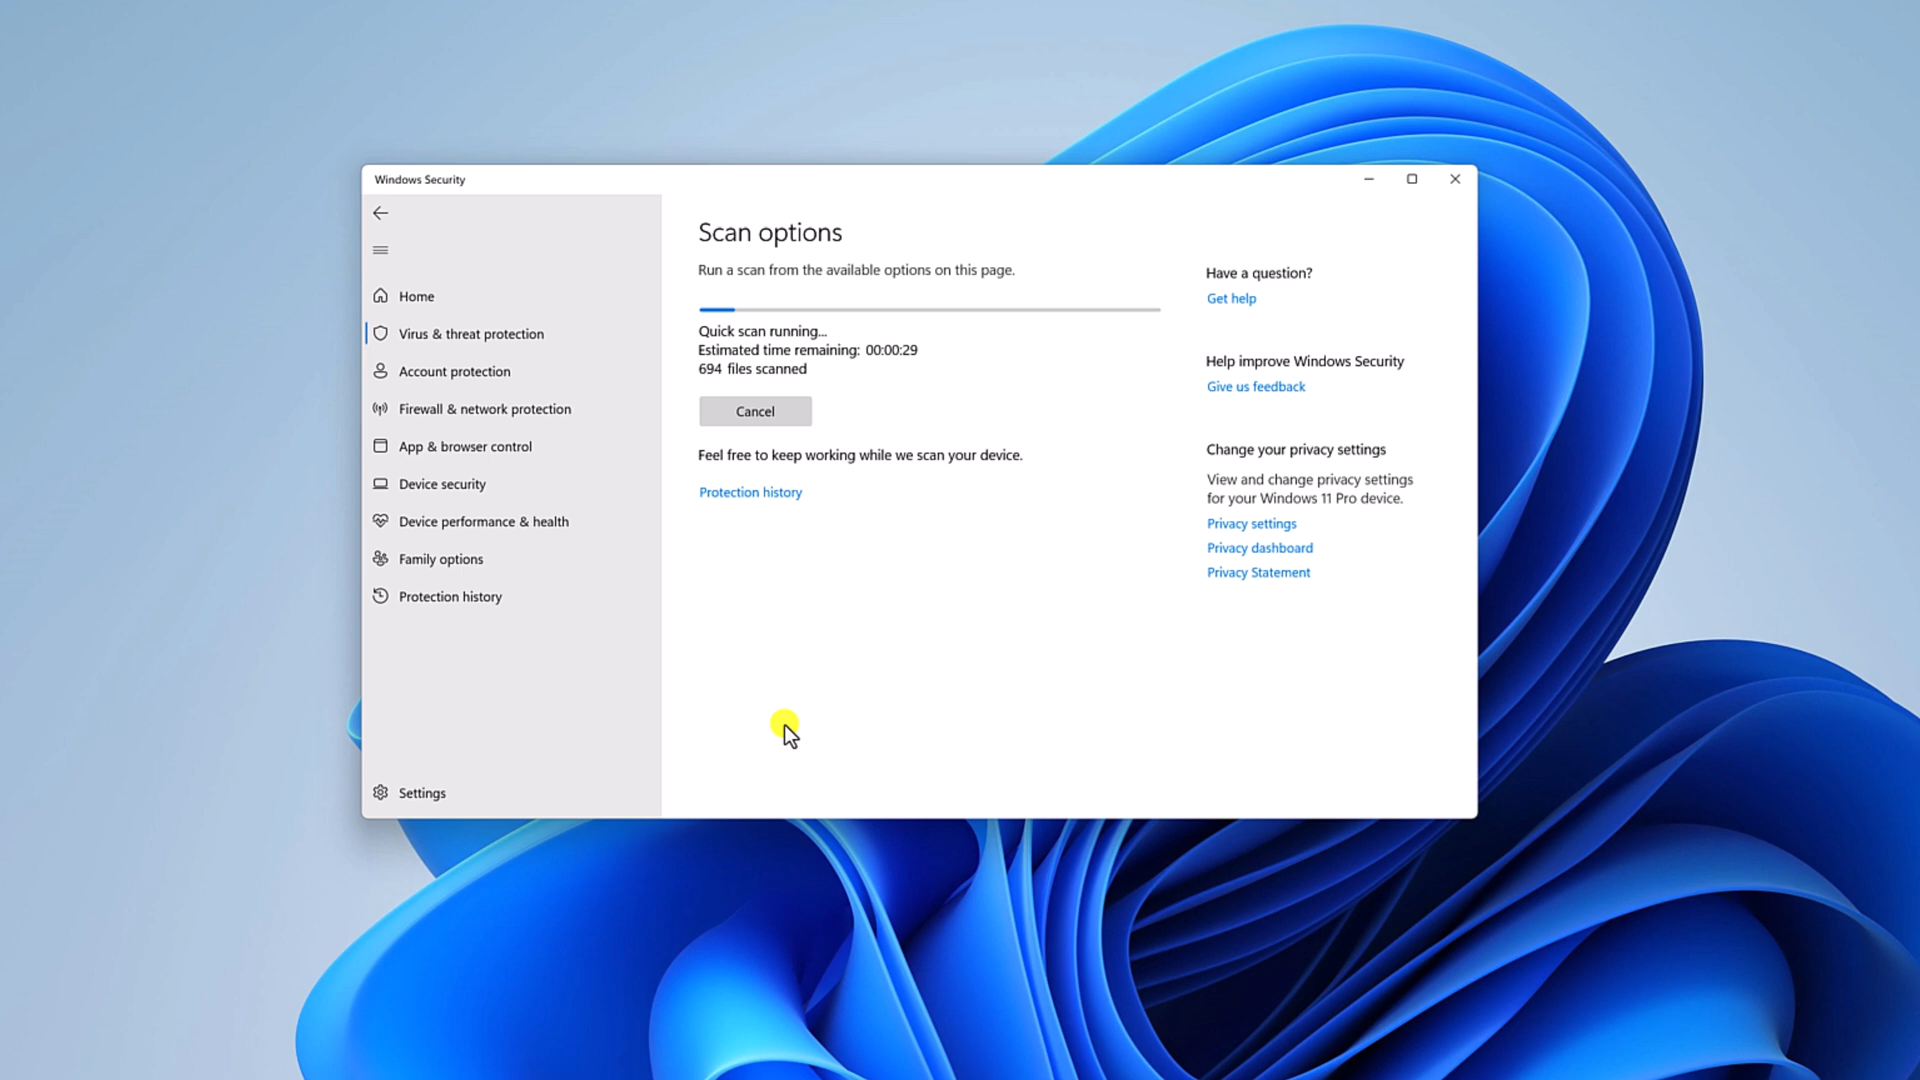 Windows Security
Home
Virus & threat protection
Account protection
Firewall & network protection
App & browser control
Device security
Device performance & health
Family options
Protection history
Settings
Scan options
Run a scan from the available options on this page.
Quick scan running...
Estimated time remaining: 00:00:29
694 files scanned
Cancel
Feel free to keep working while we scan your device.
Protection history
Have a question?
Get help
Help improve Windows Security
Give us feedback
Change your privacy settings
View and change privacy settings
for your Windows 11 Pro device.
Privacy settings
Privacy dashboard
Privacy Statement